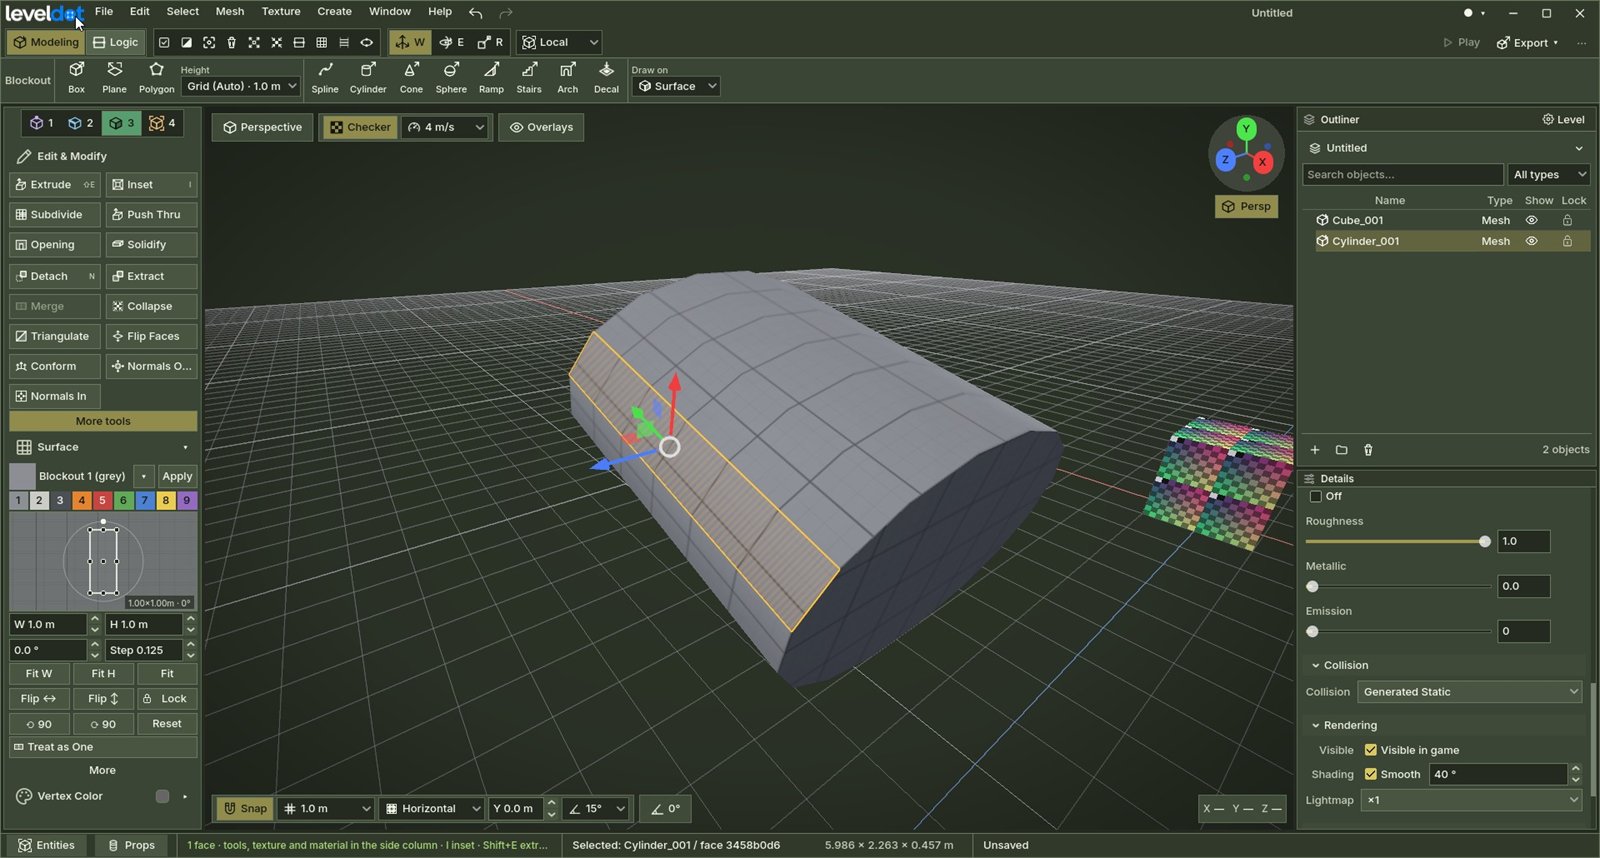 leveldot File Edit Select Mesh Texture Create Window Help Untitled
Modeling Logic W E R Local Play Export
Blockout Box Plane Polygon Height Grid (Auto) · 1.0 m Spline Cylinder Cone Sphere Ramp Stairs Arch Decal Draw on Surface
1 2 3 4
Edit & Modify
Extrude ⇧E Inset I
Subdivide Push Thru
Opening Solidify
Detach N Extract
Merge Collapse
Triangulate Flip Faces
Conform Normals O...
Normals In
More tools
Surface
Blockout 1 (grey) Apply
1 2 3 4 5 6 7 8 9
1.00×1.00m · 0°
W 1.0 m H 1.0 m
0.0 ° Step 0.125
Fit W Fit H Fit
Flip ↔ Flip ↕ Lock
⟲ 90 ⟳ 90 Reset
Treat as One
More
Vertex Color
Perspective Checker 4 m/s Overlays
Y
Z X
Persp
Snap 1.0 m Horizontal Y 0.0 m 15° 0°
X — Y — Z —
Outliner Level
Untitled
Search objects... All types
Name Type Show Lock
Cube_001 Mesh
Cylinder_001 Mesh
2 objects
Details
Off
Roughness
1.0
Metallic
0.0
Emission
0
Collision
Collision Generated Static
Rendering
Visible Visible in game
Shading Smooth 40 °
Lightmap ×1
Entities Props 1 face · tools, texture and material in the side column · I inset · Shift+E extr... Selected: Cylinder_001 / face 3458b0d6 5.986 × 2.263 × 0.457 m Unsaved